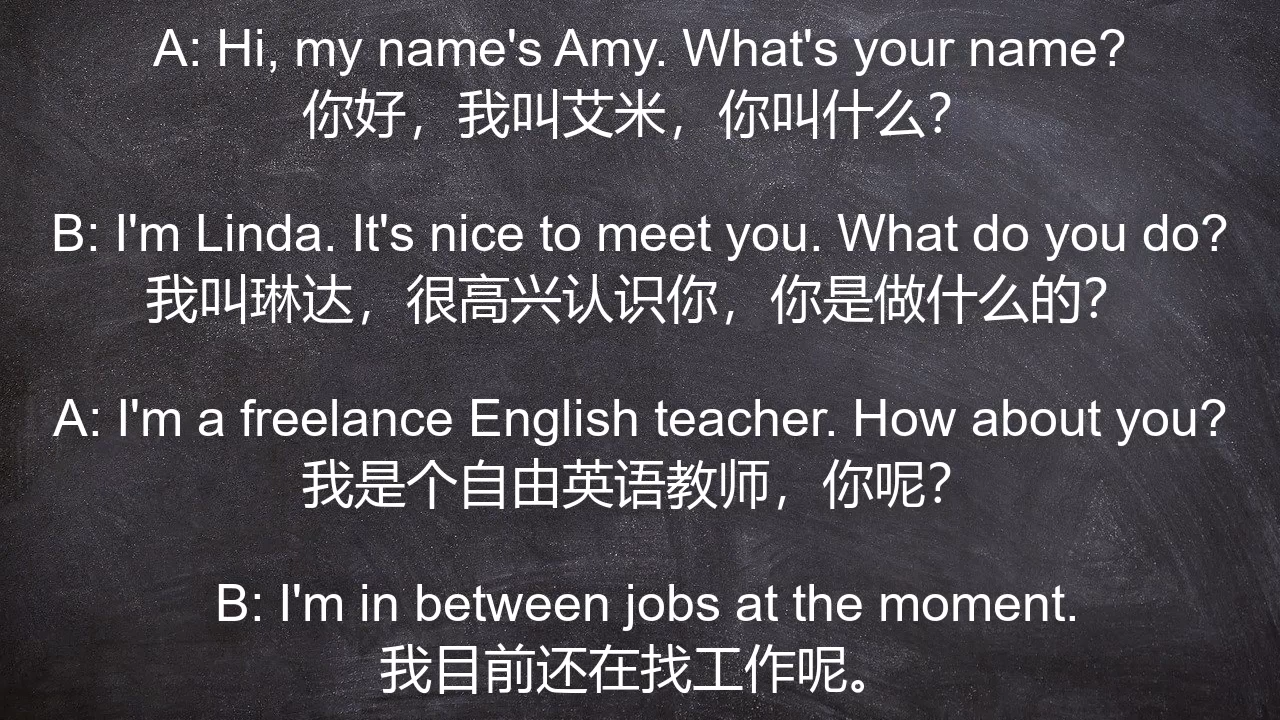 A: Hi, my name's Amy. What's your name?
你好，我叫艾米，你叫什么？
B: I'm Linda. It's nice to meet you. What do you do?
我叫琳达，很高兴认识你，你是做什么的？
A: I'm a freelance English teacher. How about you?
我是个自由英语教师，你呢？
B: I'm in between jobs at the moment.
我目前还在找工作呢。